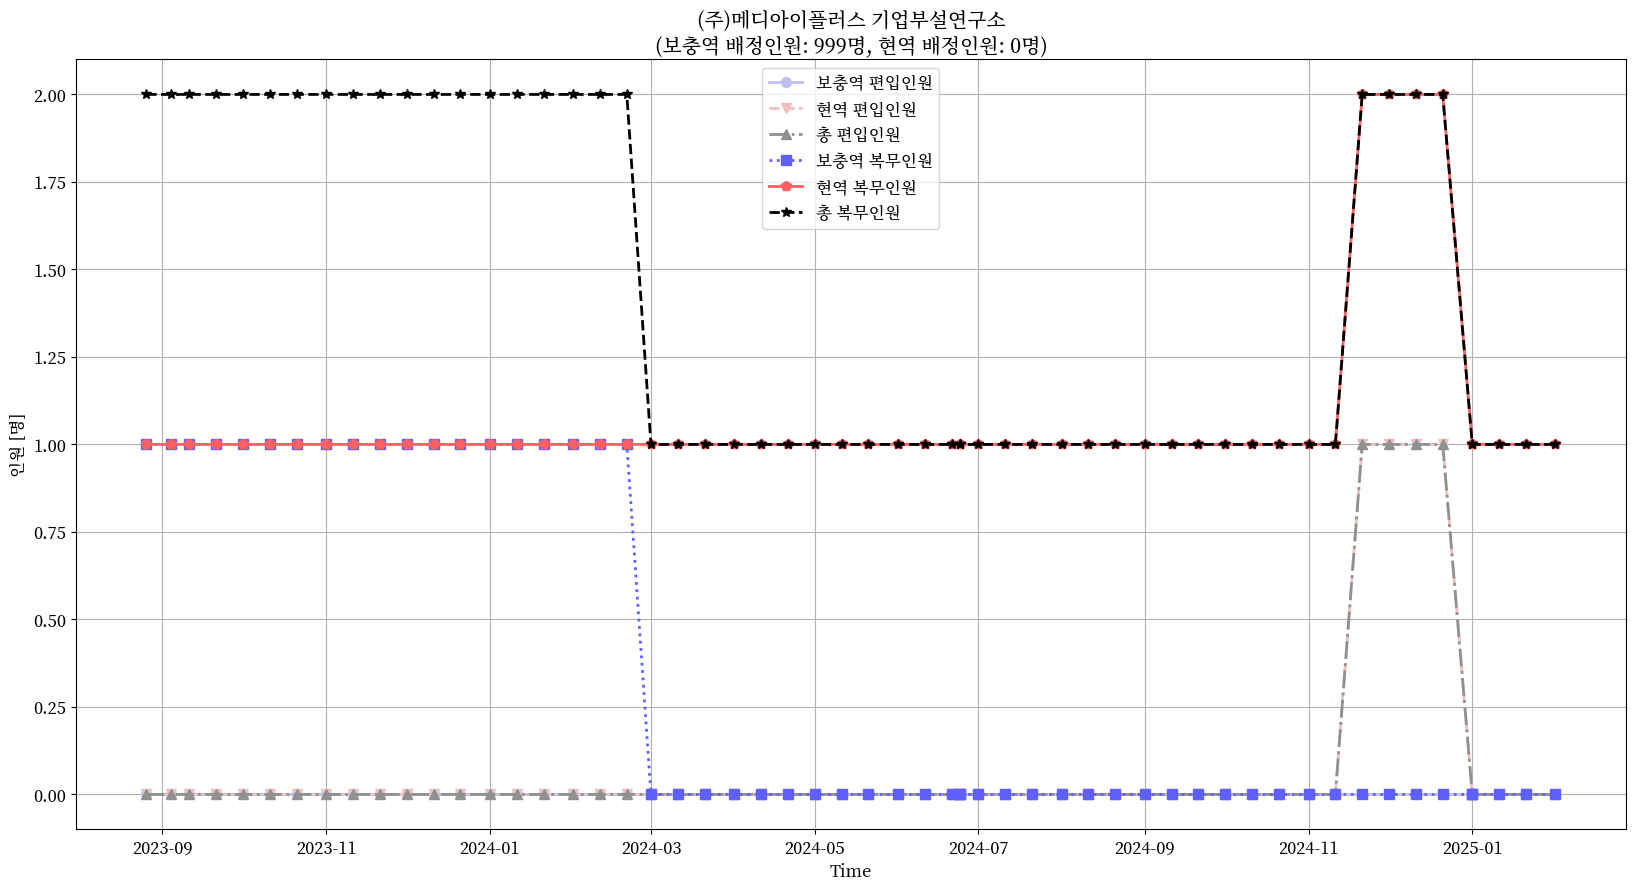 (주)메디아이플러스 기업부설연구소
(보충역 배정인원: 999명, 현역 배정인원: 0명)
보충역 편입인원
현역 편입인원
총 편입인원
보충역 복무인원
현역 복무인원
총 복무인원
2.00
1.75
1.50
1.25
1.00
0.75
0.50
0.25
0.00
인원 [명]
2023-09
2023-11
2024-01
2024-03
2024-05
2024-07
2024-09
2024-11
2025-01
Time